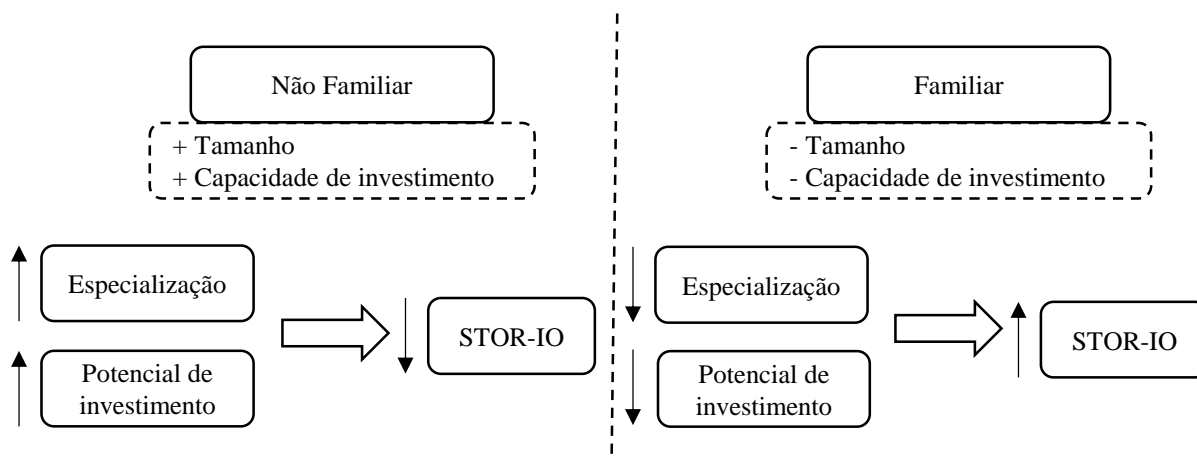 Não Familiar
+ Tamanho
+ Capacidade de investimento
Especialização
Potencial de
investimento
STOR-IO
Familiar
- Tamanho
- Capacidade de investimento
Especialização
Potencial de
investimento
STOR-IO